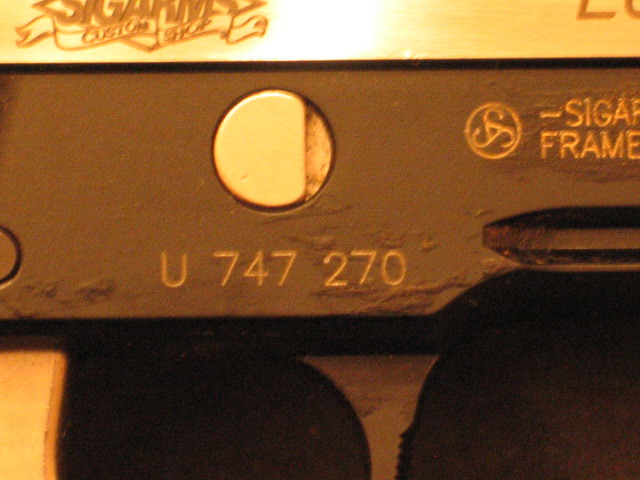 SIGARMS
CUSTOM SHOP
-SIGAR
FRAME
U 747 270